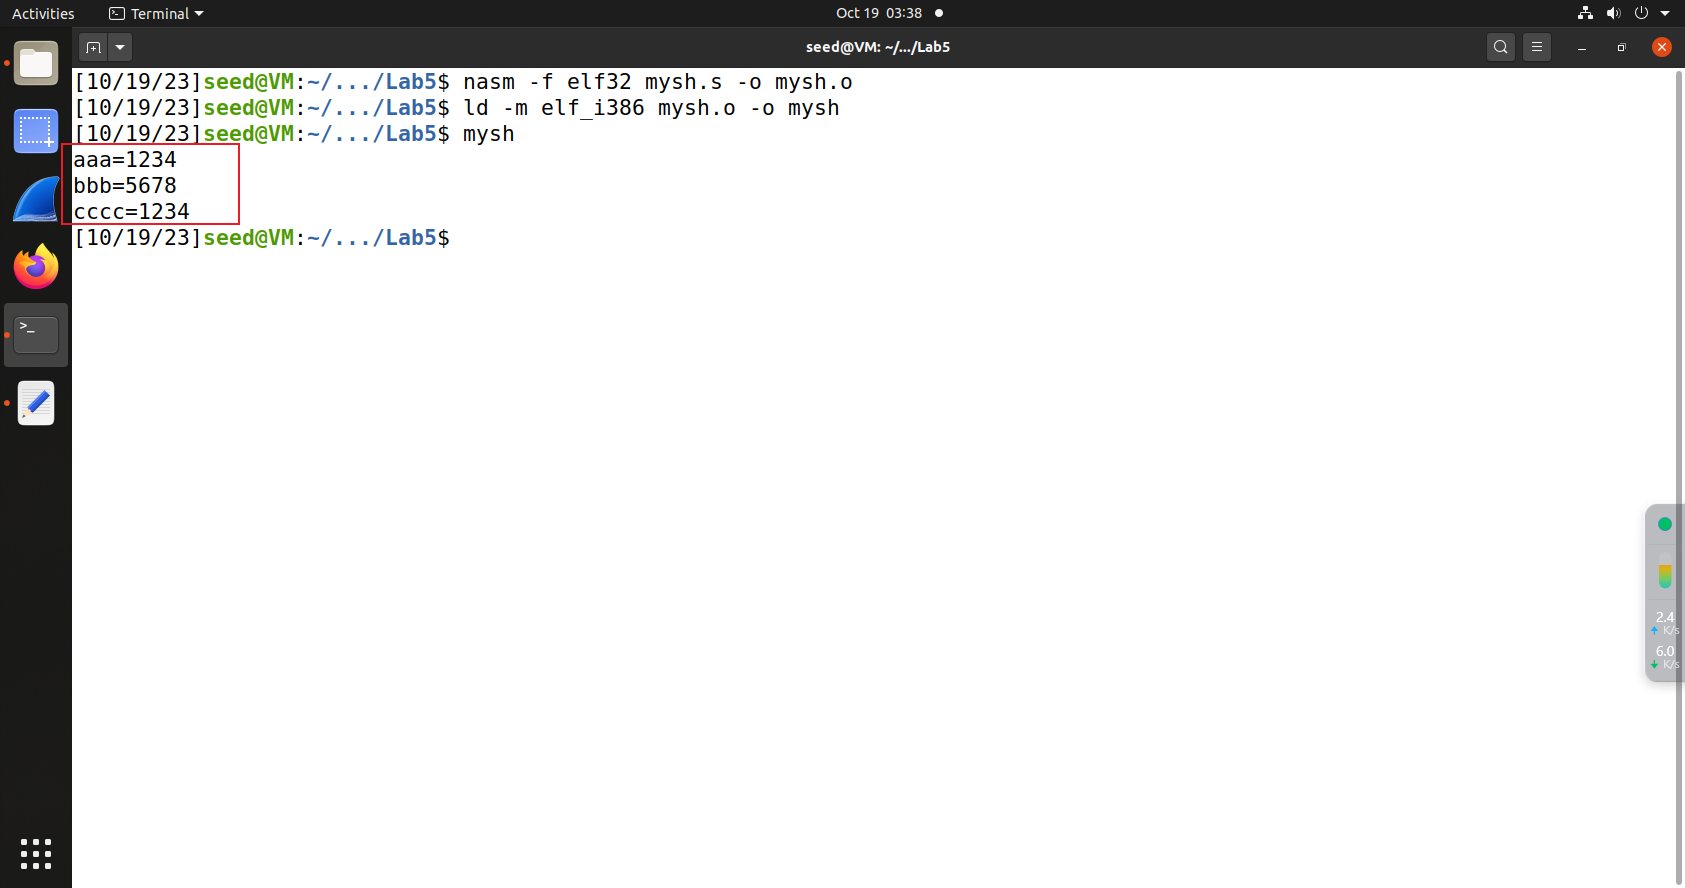 Activities
Terminal
Oct 19 03:38
seed@VM: ~/.../Lab5
[10/19/23]seed@VM:~/.../Lab5$ nasm -f elf32 mysh.s -o mysh.o
[10/19/23]seed@VM:~/.../Lab5$ ld -m elf_i386 mysh.o -o mysh
[10/19/23]seed@VM:~/.../Lab5$ mysh
aaa=1234
bbb=5678
cccc=1234
[10/19/23]seed@VM:~/.../Lab5$
>_
2.4
K/s
6.0
K/s